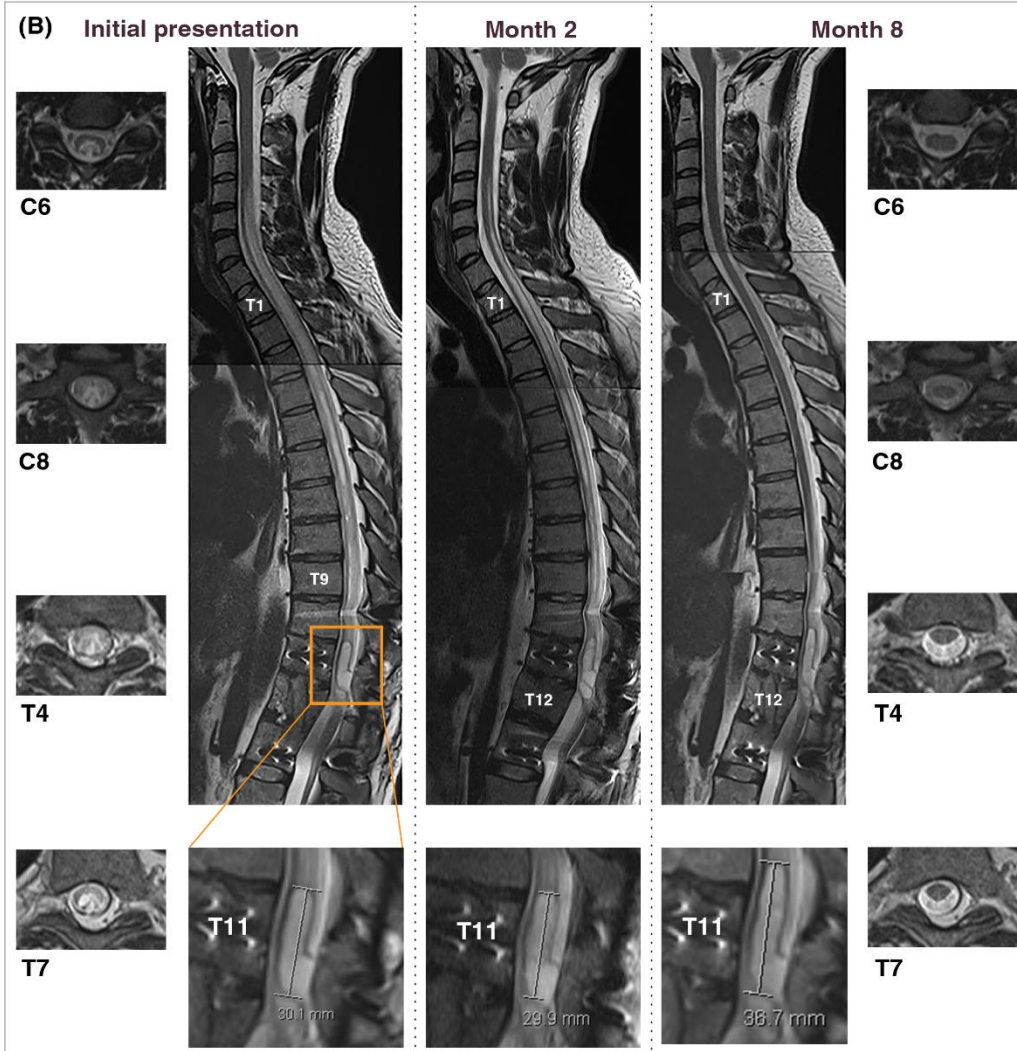 (B) Initial presentation Month 2 Month 8
C6
C6
T1
T1
T1
C8
C8
T9
T4
T12
T12
T4
T11
30.1 mm
T11
29.9 mm
T11
36.7 mm
T7
T7